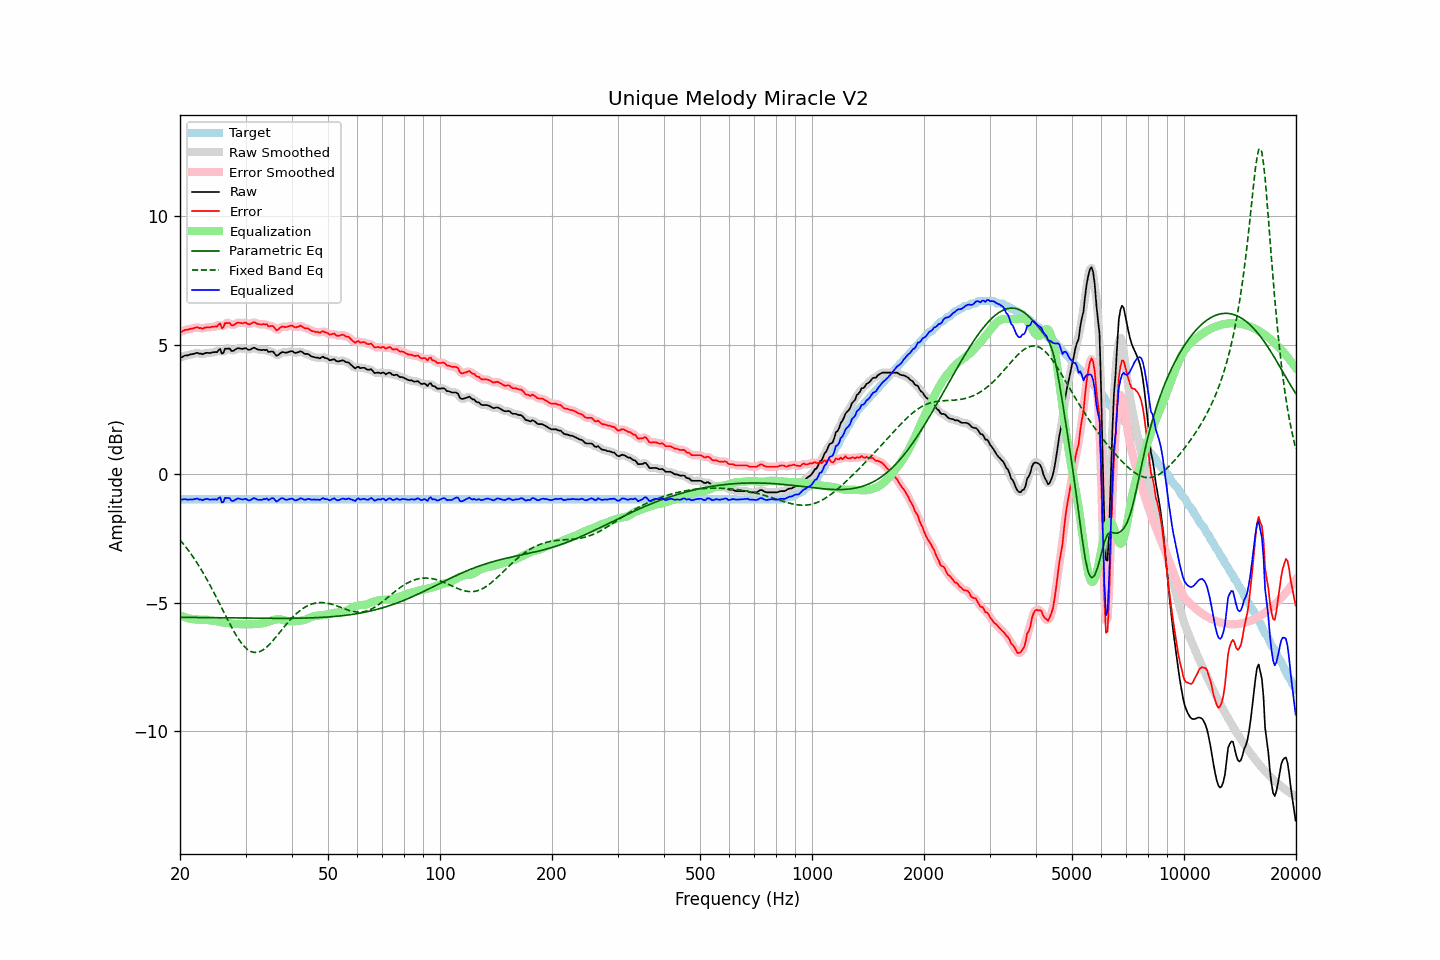 Unique Melody Miracle V2
Target
Raw Smoothed
Error Smoothed
Raw
Error
Equalization
Parametric Eq
Fixed Band Eq
Equalized
10
5
0
−5
−10
Amplitude (dBr)
20 50 100 200 500 1000 2000 5000 10000 20000
Frequency (Hz)